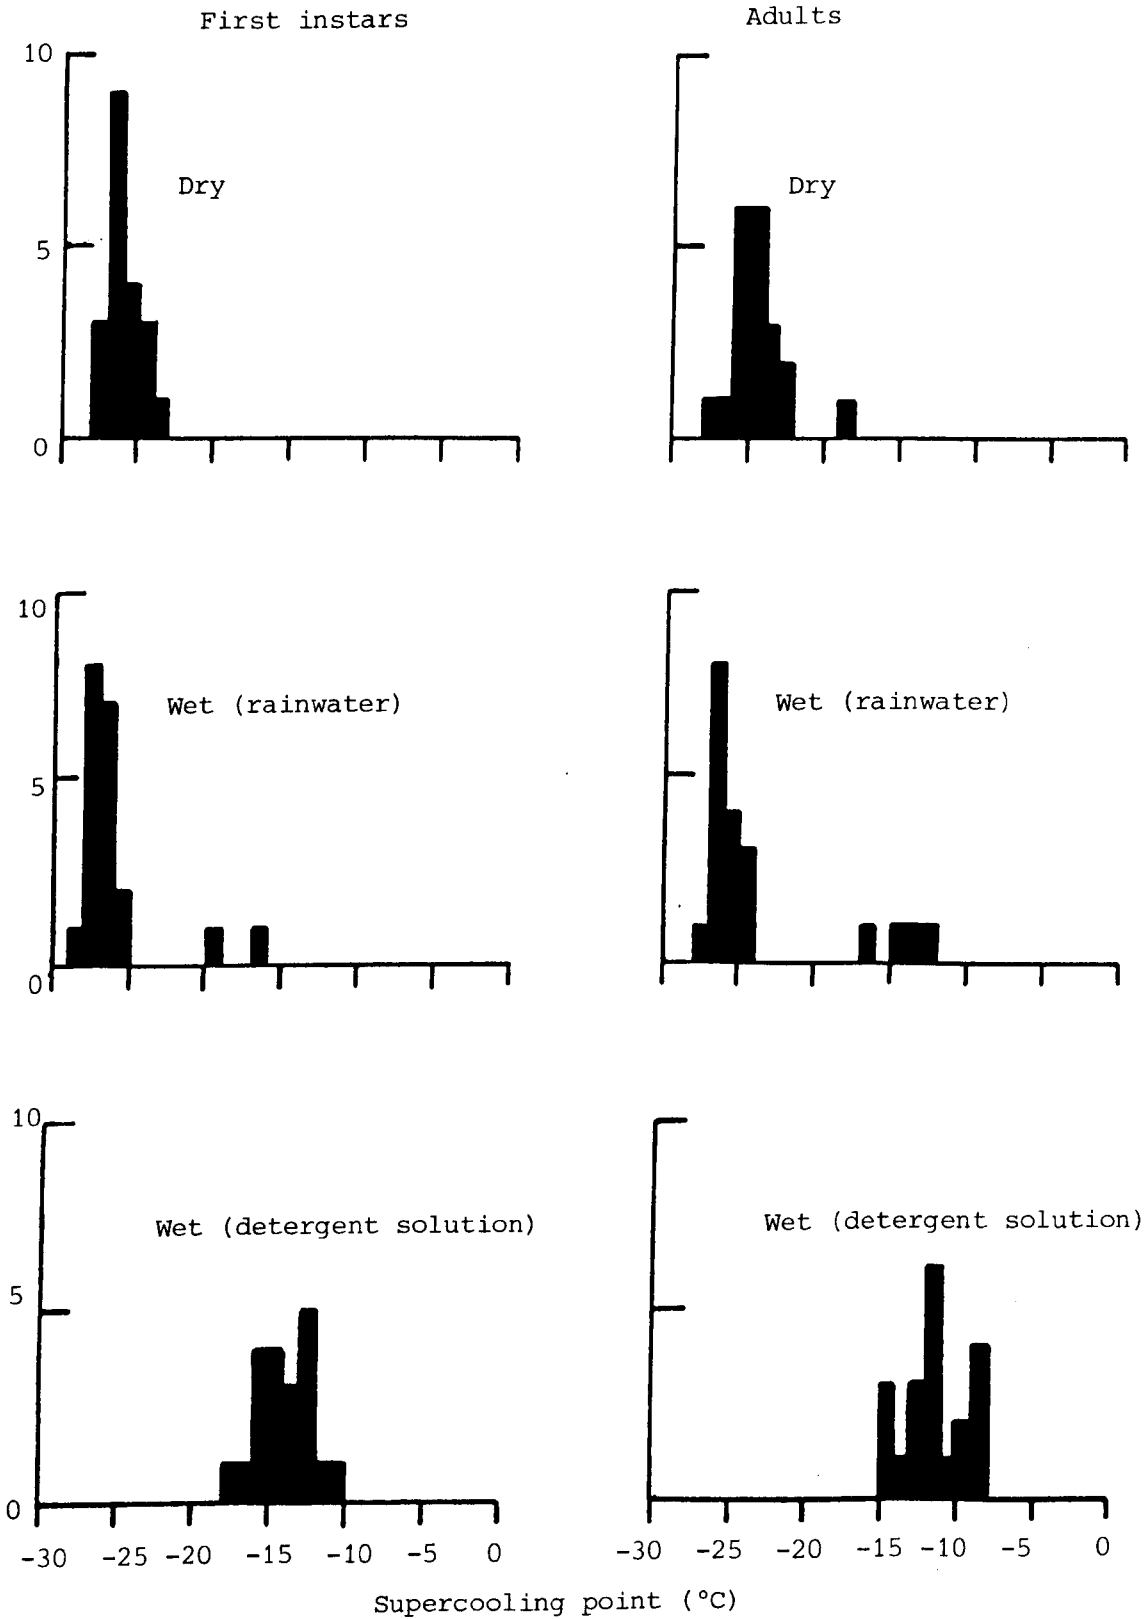 First instars Adults
10
Dry Dry
5
0
10
Wet (rainwater) Wet (rainwater)
5
0
10
Wet (detergent solution) Wet (detergent solution)
5
0
-30 -25 -20 -15 -10 -5 0 -30 -25 -20 -15 -10 -5 0
Supercooling point (°C)